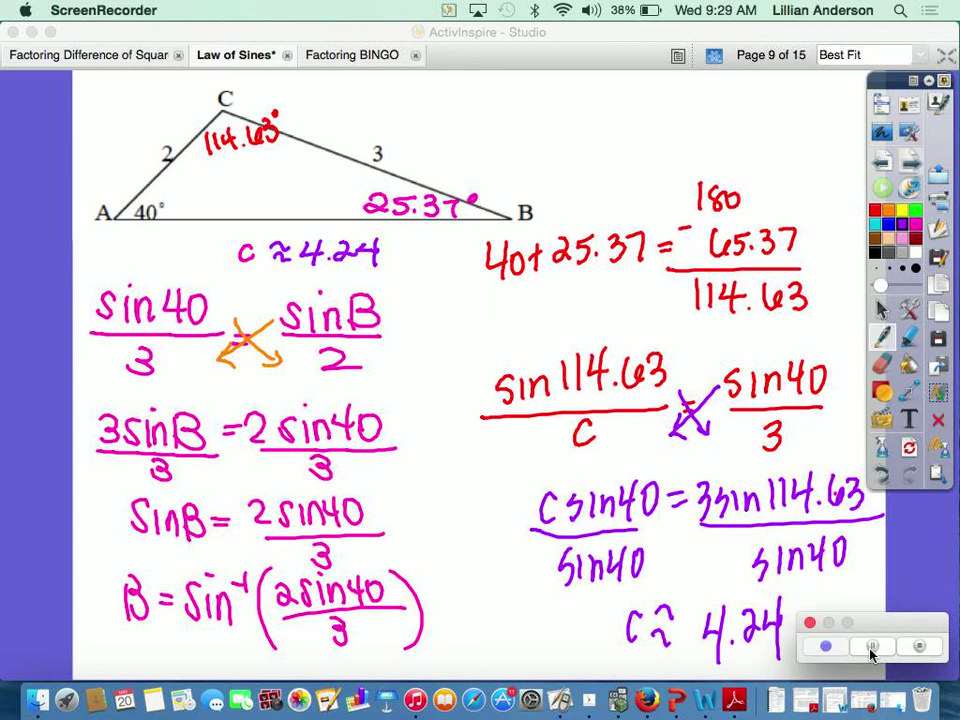 ScreenRecorder 38% Wed 9:29 AM Lillian Anderson
ActivInspire - Studio
Factoring Difference of Squar Law of Sines* Factoring BINGO Page 9 of 15 Best Fit
C
114.63°
2
3
A 40°
25.37°
B
c ≈ 4.24
sin40 = sinB
3 2
3sinB = 2sin40
3 3
SinB = 2sin40
3
B = sin⁻¹(2sin40
3)
180
40+25.37= - 65.37
114.63
sin114.63 = sin40
C 3
Csin40 = 3sin114.63
sin40 sin40
C ≈ 4.24
T
20